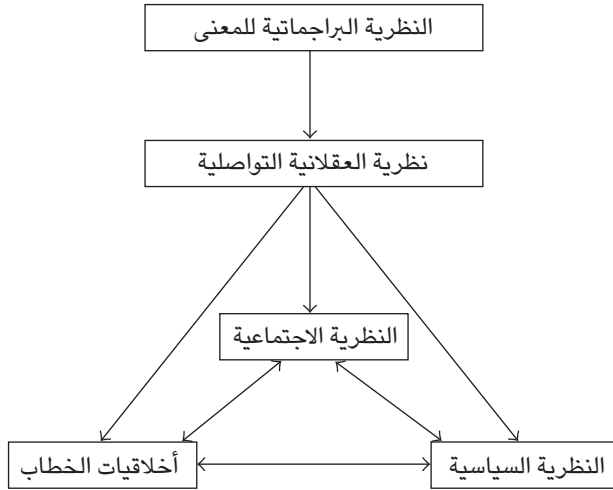 النظرية البراجماتية للمعنى
نظرية العقلانية التواصلية
النظرية الاجتماعية
النظرية السياسية
أخلاقيات الخطاب